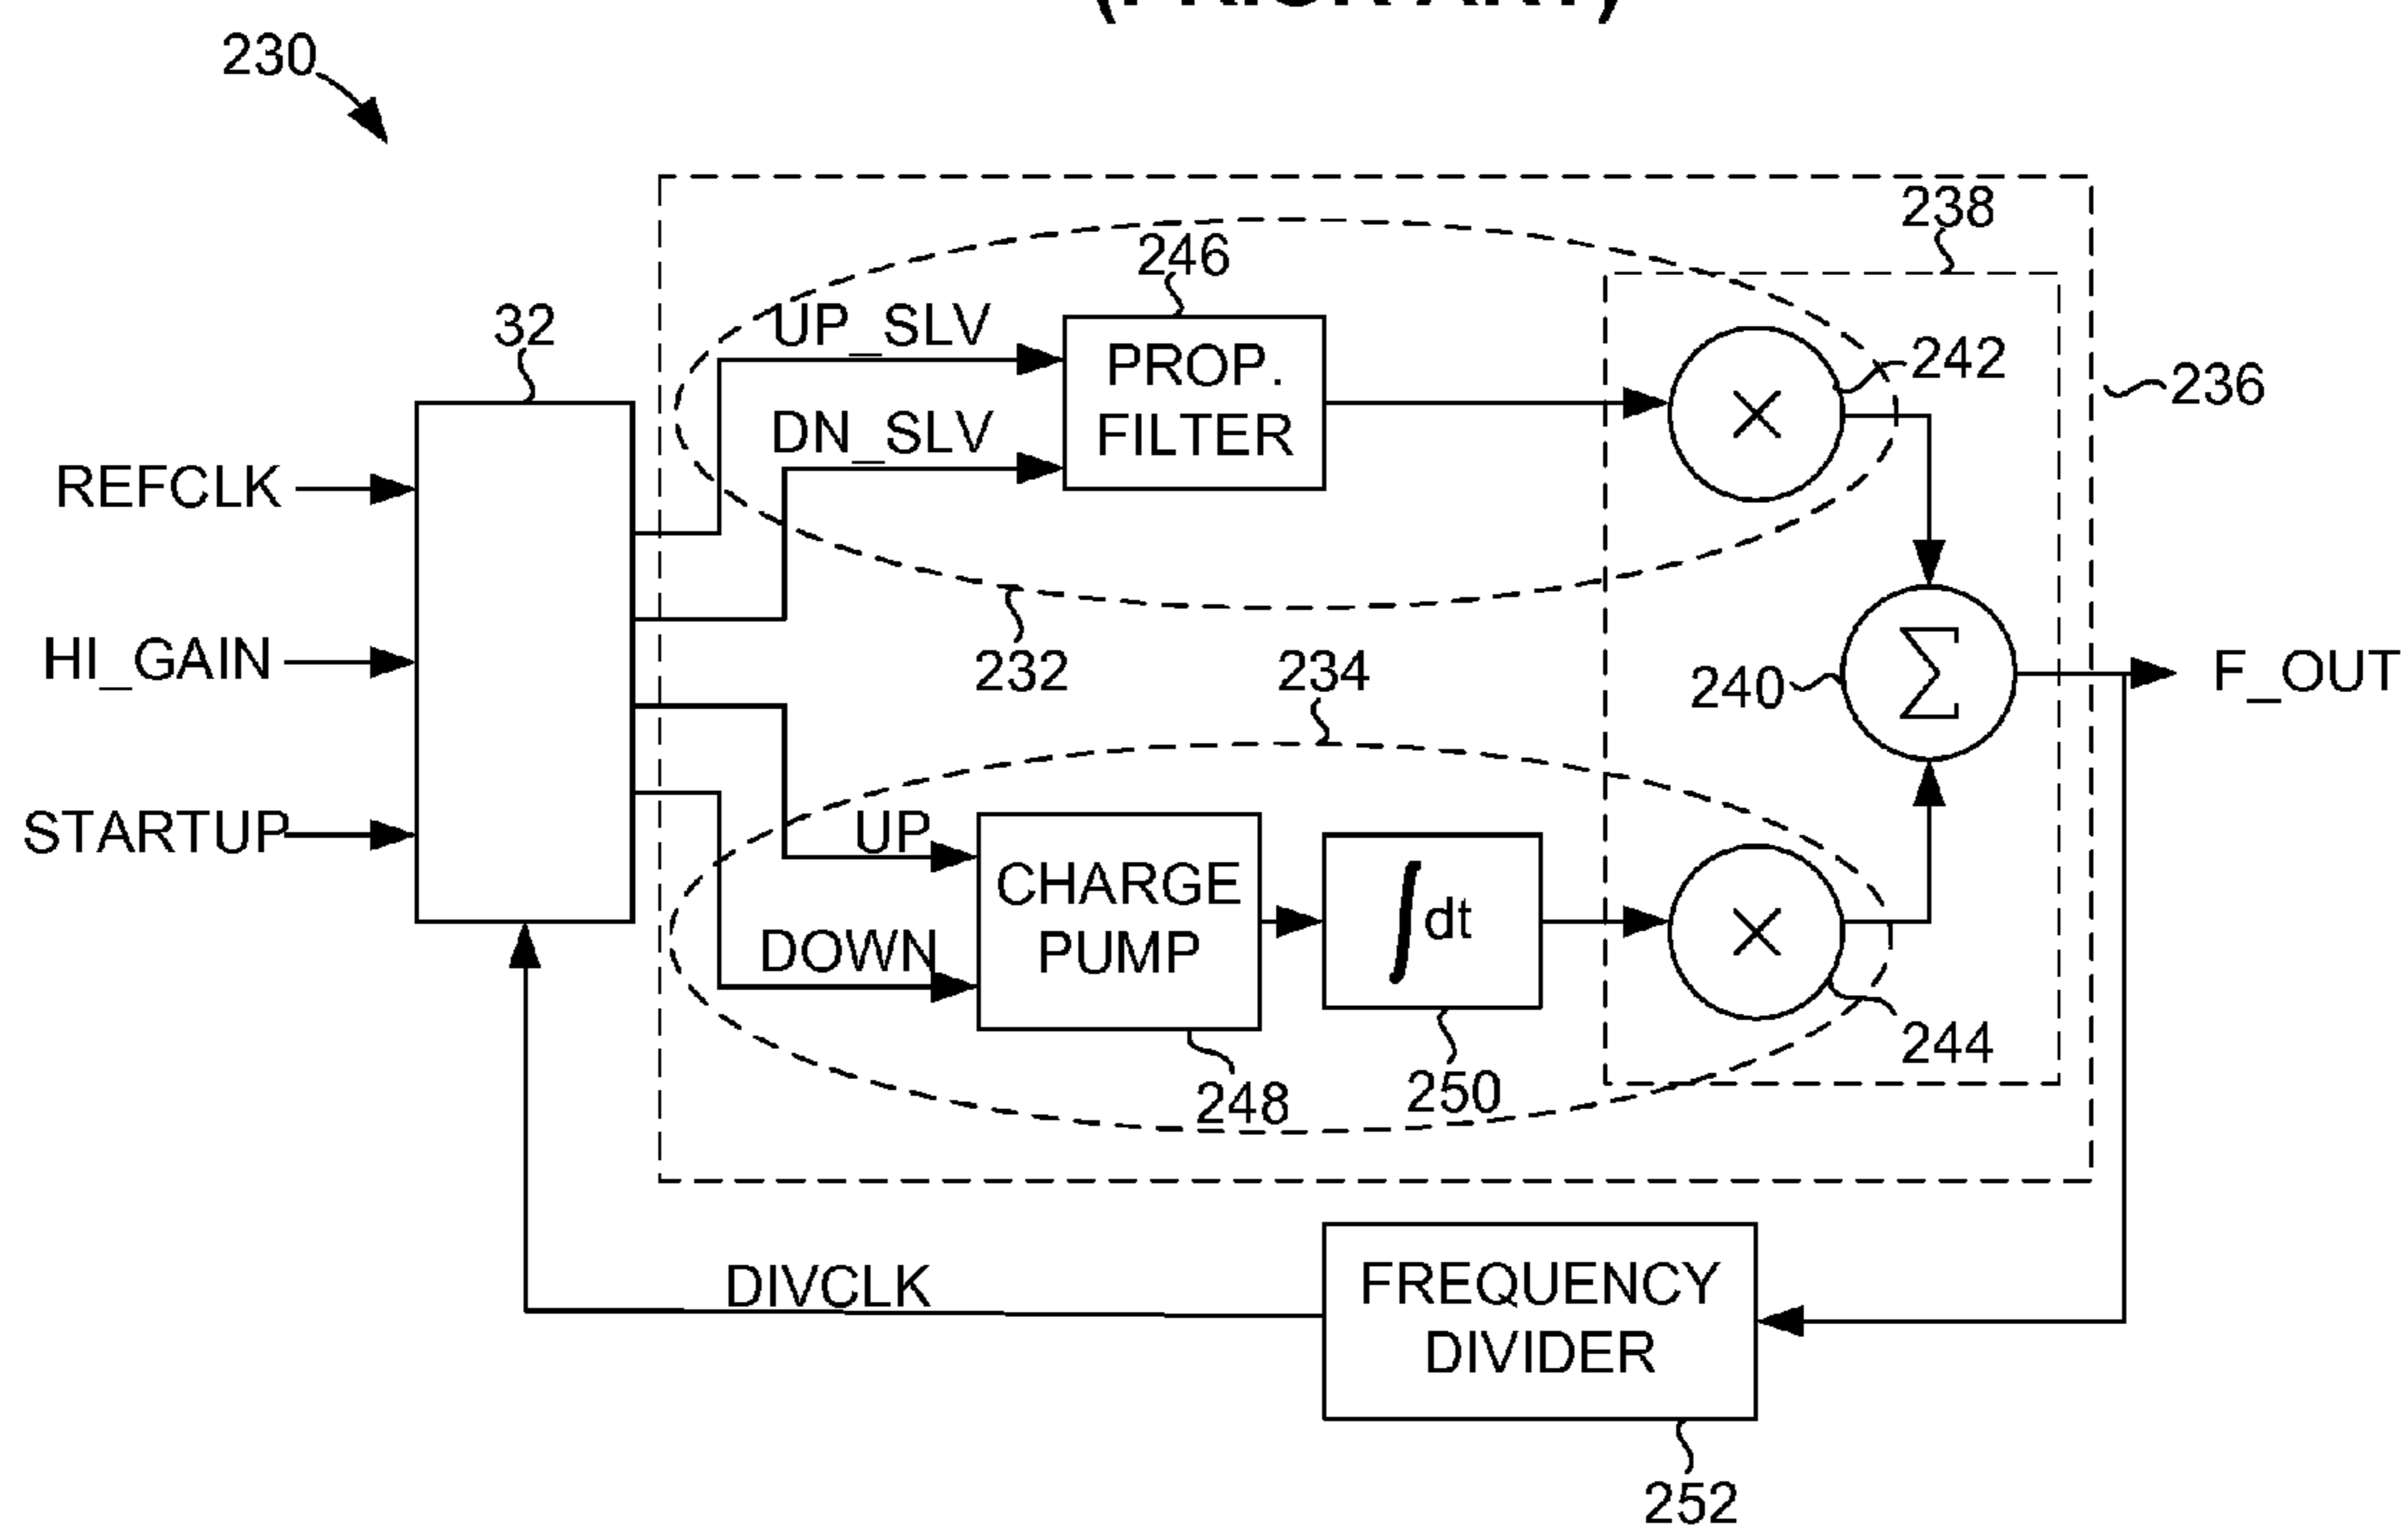 230
238
246
UP_SLV
32
PROP.
FILTER
242
236
DN_SLV
REFCLK
HI_GAIN
232
234
240
Σ
F_OUT
STARTUP
UP
CHARGE
PUMP
∫dt
DOWN
244
248
250
DIVCLK
FREQUENCY
DIVIDER
252